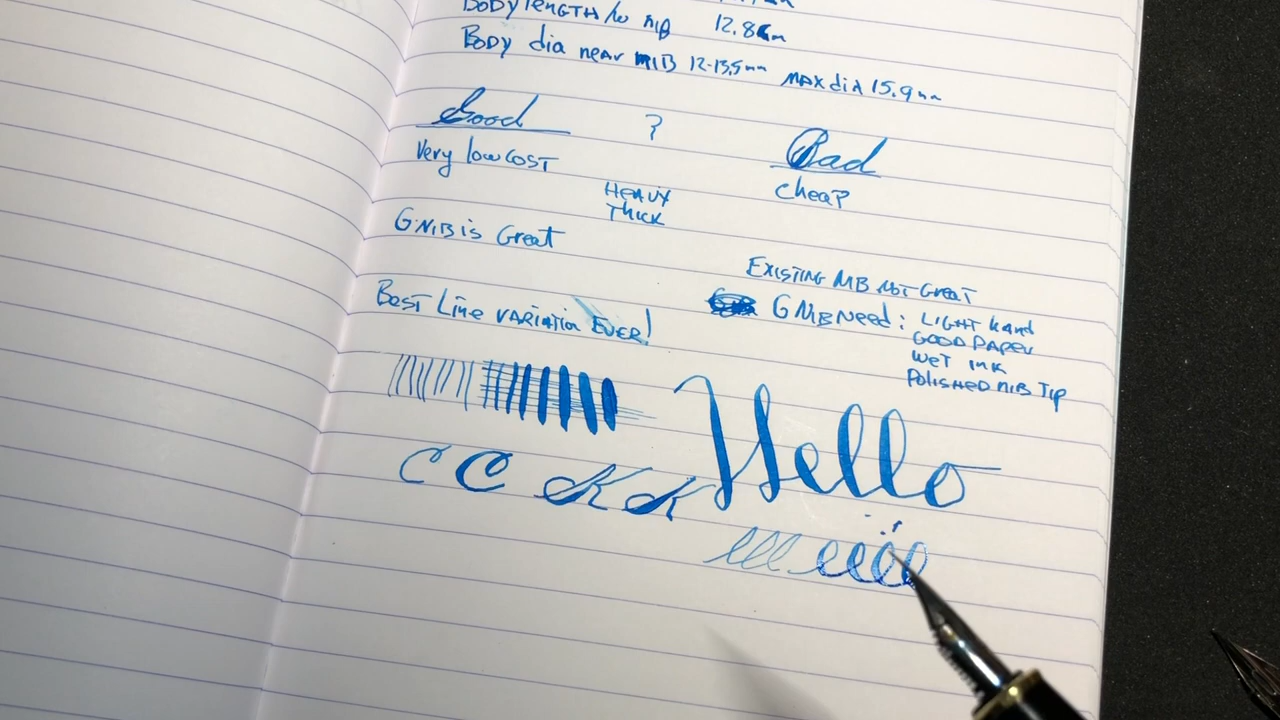 Body length w/o nib 12.8cm
Body dia near NIB 12-13.5mm MAX dia 15.9mm
Good ? Bad
Very low COST
Cheap
HEAVY
Thick
G.NIB is Great
EXISTING NIB NOT Great
Best Line VARIATION EVER!
G NIB Need: LIGHT hand
GOOD PAPER
WET INK
POLISHED NIB TIP
Hello
C C K K
lll eeee